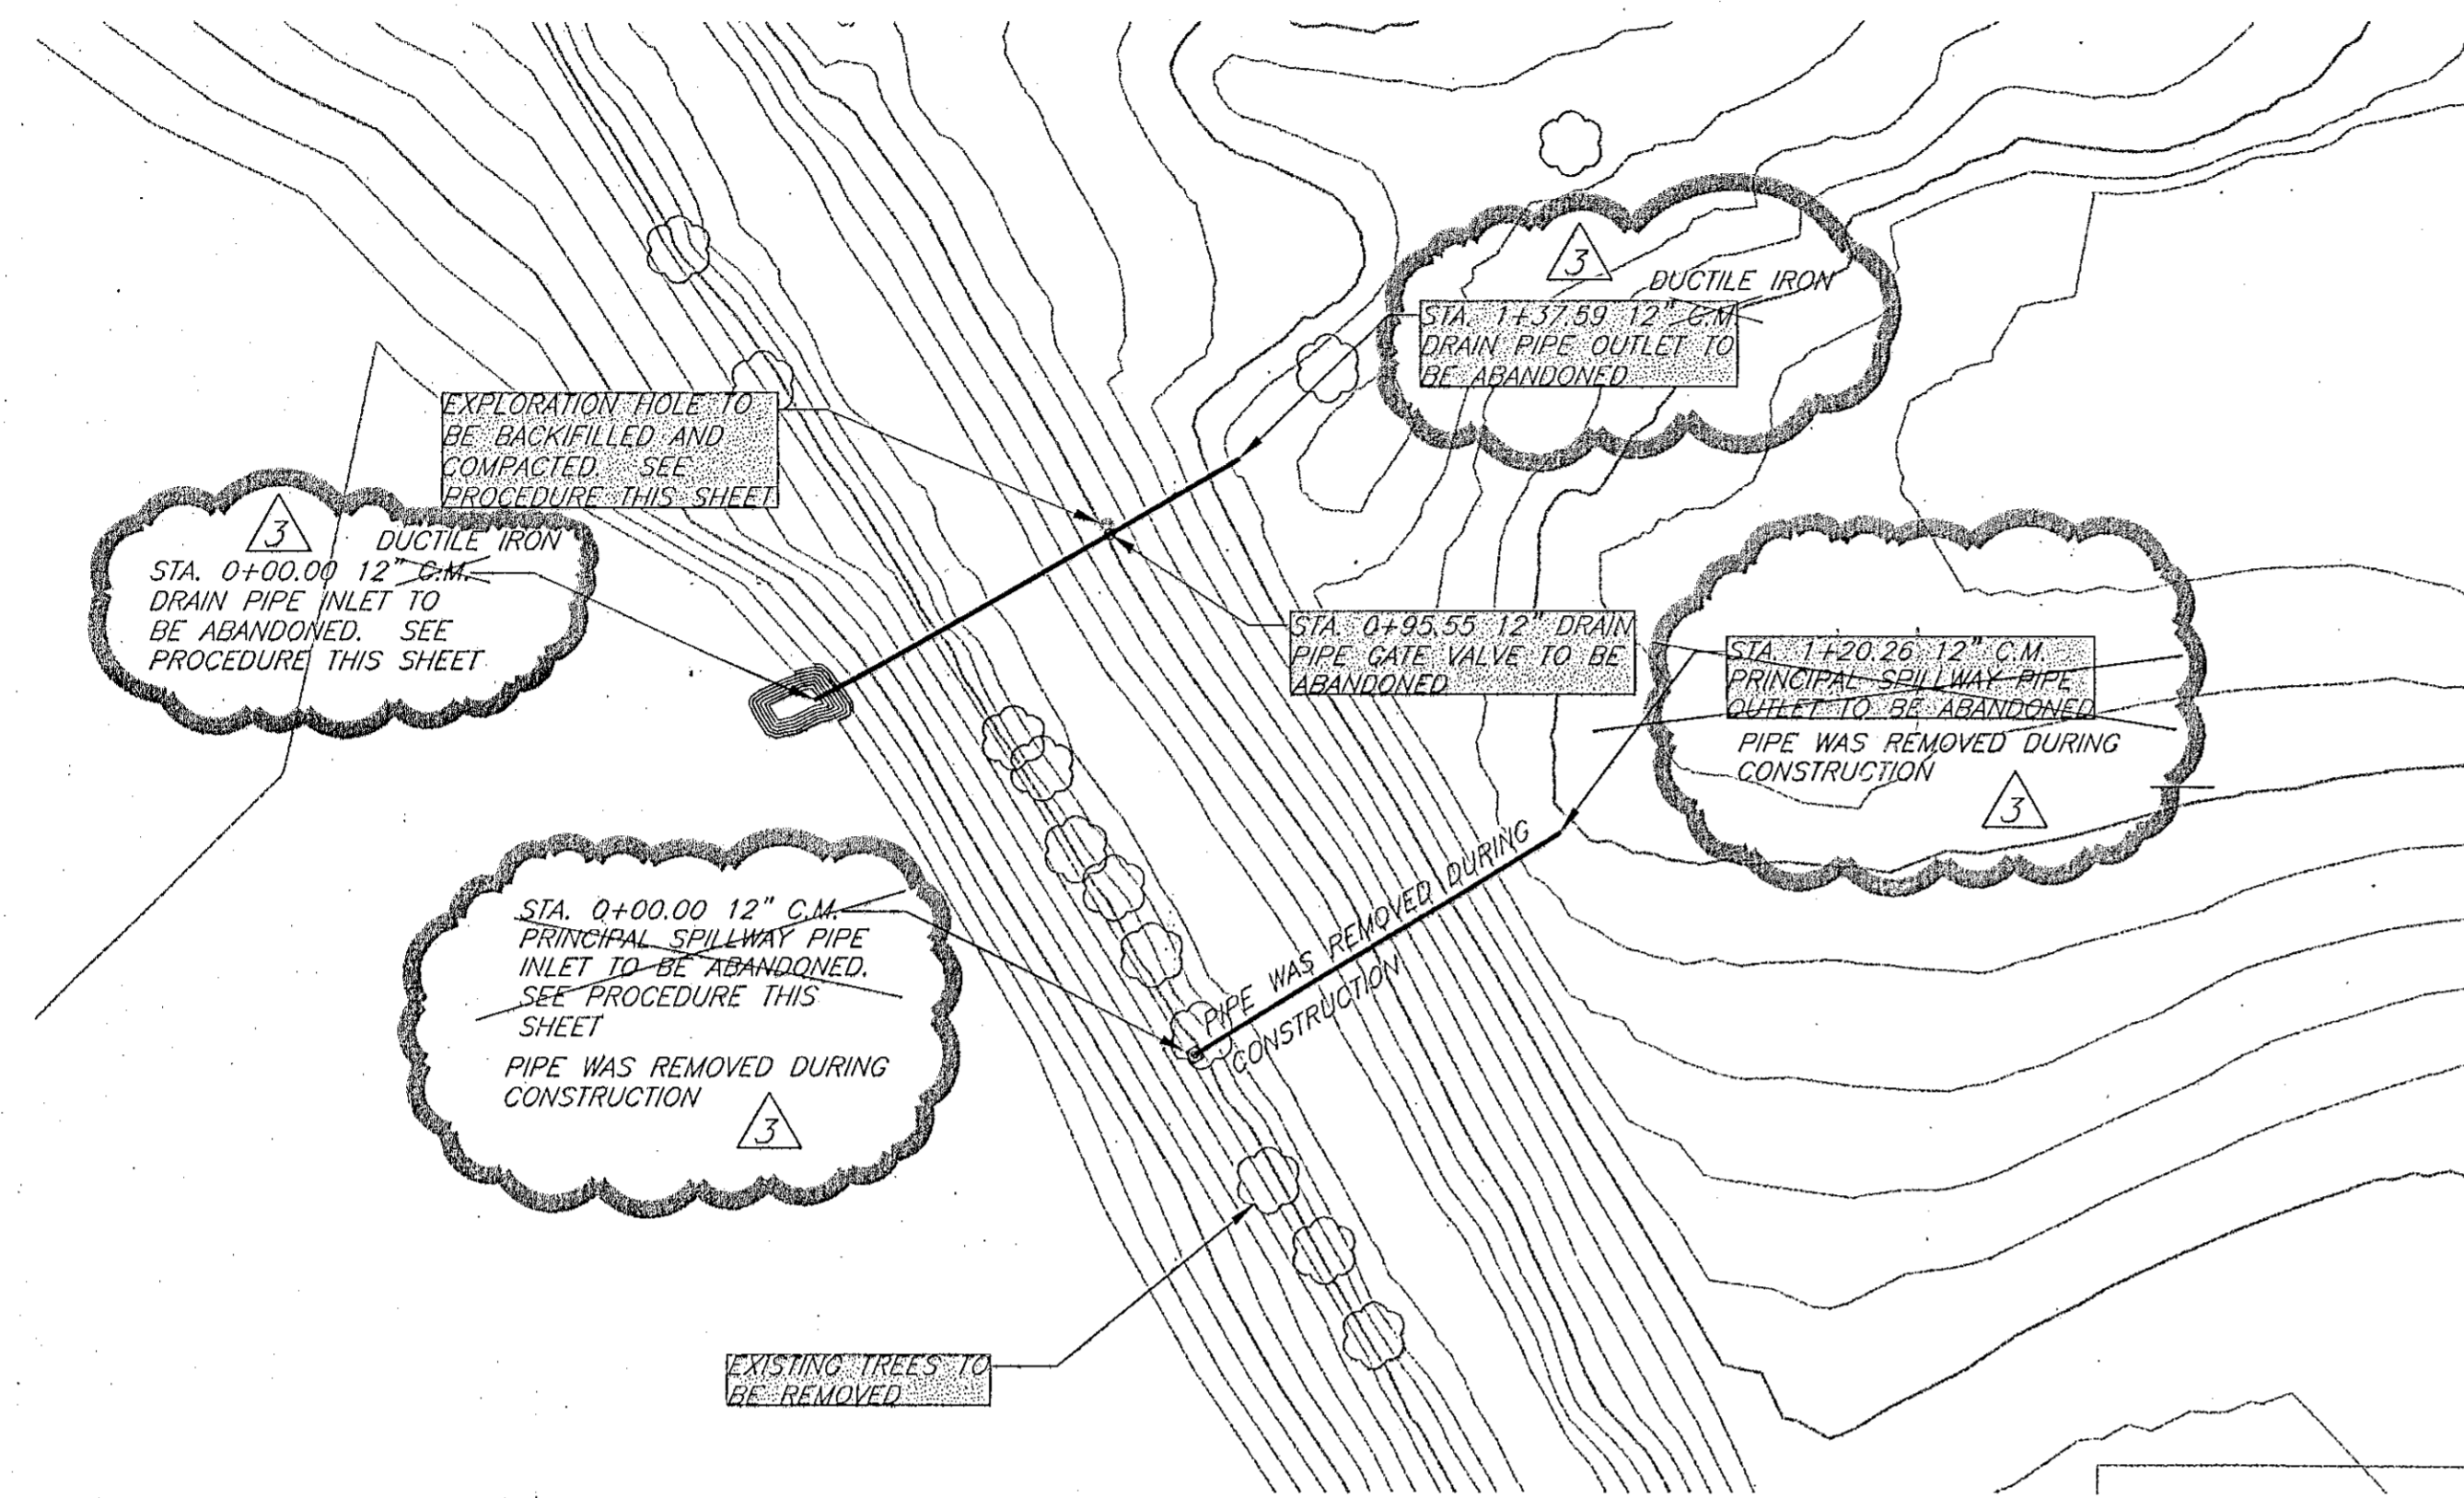 3
DUCTILE IRON
STA. 1+37.59 12" C.M.
DRAIN PIPE OUTLET TO
BE ABANDONED
EXPLORATION HOLE TO
BE BACKIFILLED AND
COMPACTED. SEE
PROCEDURE THIS SHEET
3
DUCTILE IRON
STA. 0+00.00 12" C.M.
DRAIN PIPE INLET TO
BE ABANDONED. SEE
PROCEDURE THIS SHEET
STA. 0+95.55 12" DRAIN
PIPE GATE VALVE TO BE
ABANDONED
STA. 1+20.26 12" C.M.
PRINCIPAL SPILLWAY PIPE
OUTLET TO BE ABANDONED
PIPE WAS REMOVED DURING
CONSTRUCTION
3
PIPE WAS REMOVED DURING
CONSTRUCTION
STA. 0+00.00 12" C.M.
PRINCIPAL SPILLWAY PIPE
INLET TO BE ABANDONED.
SEE PROCEDURE THIS
SHEET
PIPE WAS REMOVED DURING
CONSTRUCTION
3
EXISTING TREES TO
BE REMOVED